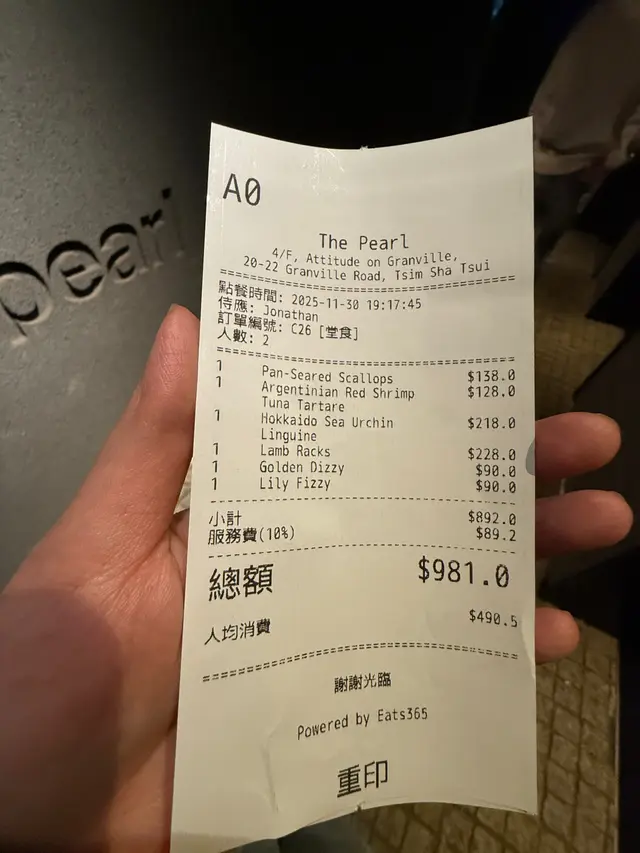 pearl
A0
The Pearl
4/F, Attitude on Granville,
20-22 Granville Road, Tsim Sha Tsui
點餐時間: 2025-11-30 19:17:45
侍應: Jonathan
訂單編號: C26 [堂食]
人數: 2
1 Pan-Seared Scallops $138.0
1 Argentinian Red Shrimp $128.0
Tuna Tartare
1 Hokkaido Sea Urchin $218.0
Linguine
1 Lamb Racks $228.0
1 Golden Dizzy $90.0
1 Lily Fizzy $90.0
小計 $892.0
服務費(10%) $89.2
總額 $981.0
人均消費 $490.5
謝謝光臨
Powered by Eats365
重印